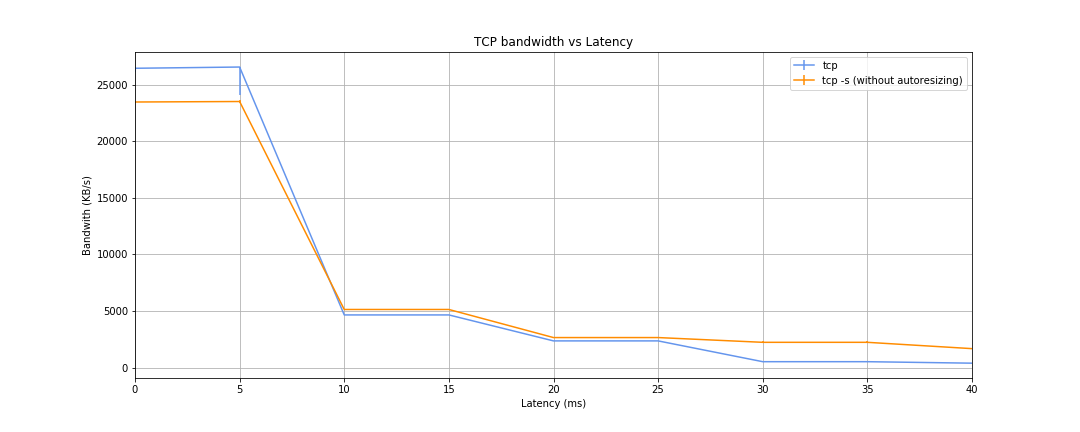 TCP bandwidth vs Latency
tcp
tcp -s (without autoresizing)
Bandwith (KB/s)
25000
20000
15000
10000
5000
0
0 5 10 15 20 25 30 35 40
Latency (ms)